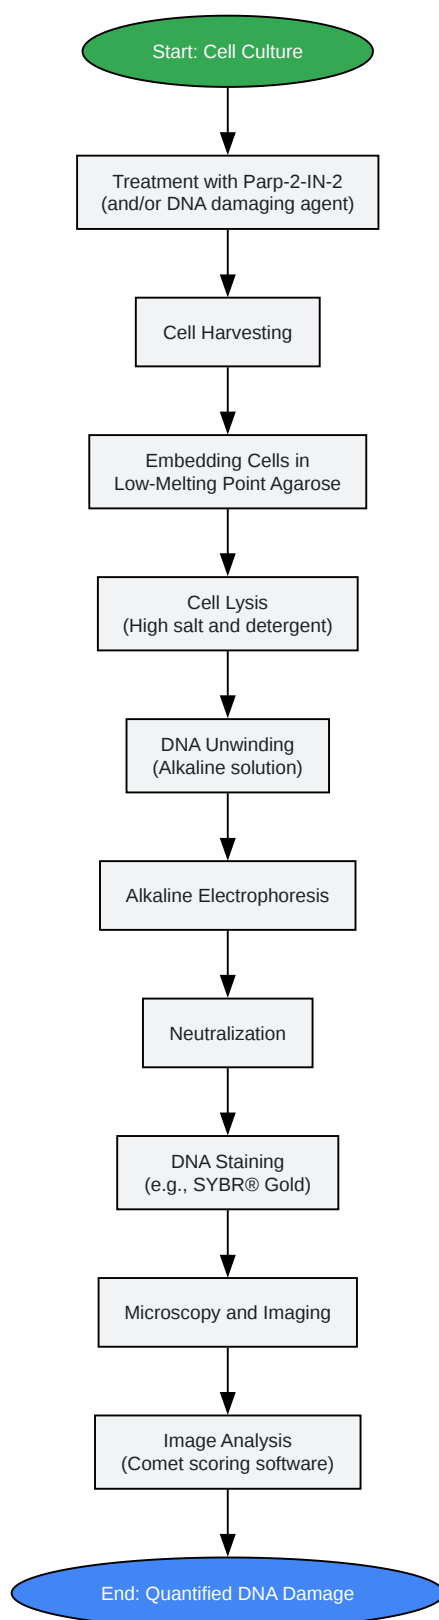 Start: Cell Culture
Treatment with Parp-2-IN-2
(and/or DNA damaging agent)
Cell Harvesting
Embedding Cells in
Low-Melting Point Agarose
Cell Lysis
(High salt and detergent)
DNA Unwinding
(Alkaline solution)
Alkaline Electrophoresis
Neutralization
DNA Staining
(e.g., SYBR® Gold)
Microscopy and Imaging
Image Analysis
(Comet scoring software)
End: Quantified DNA Damage